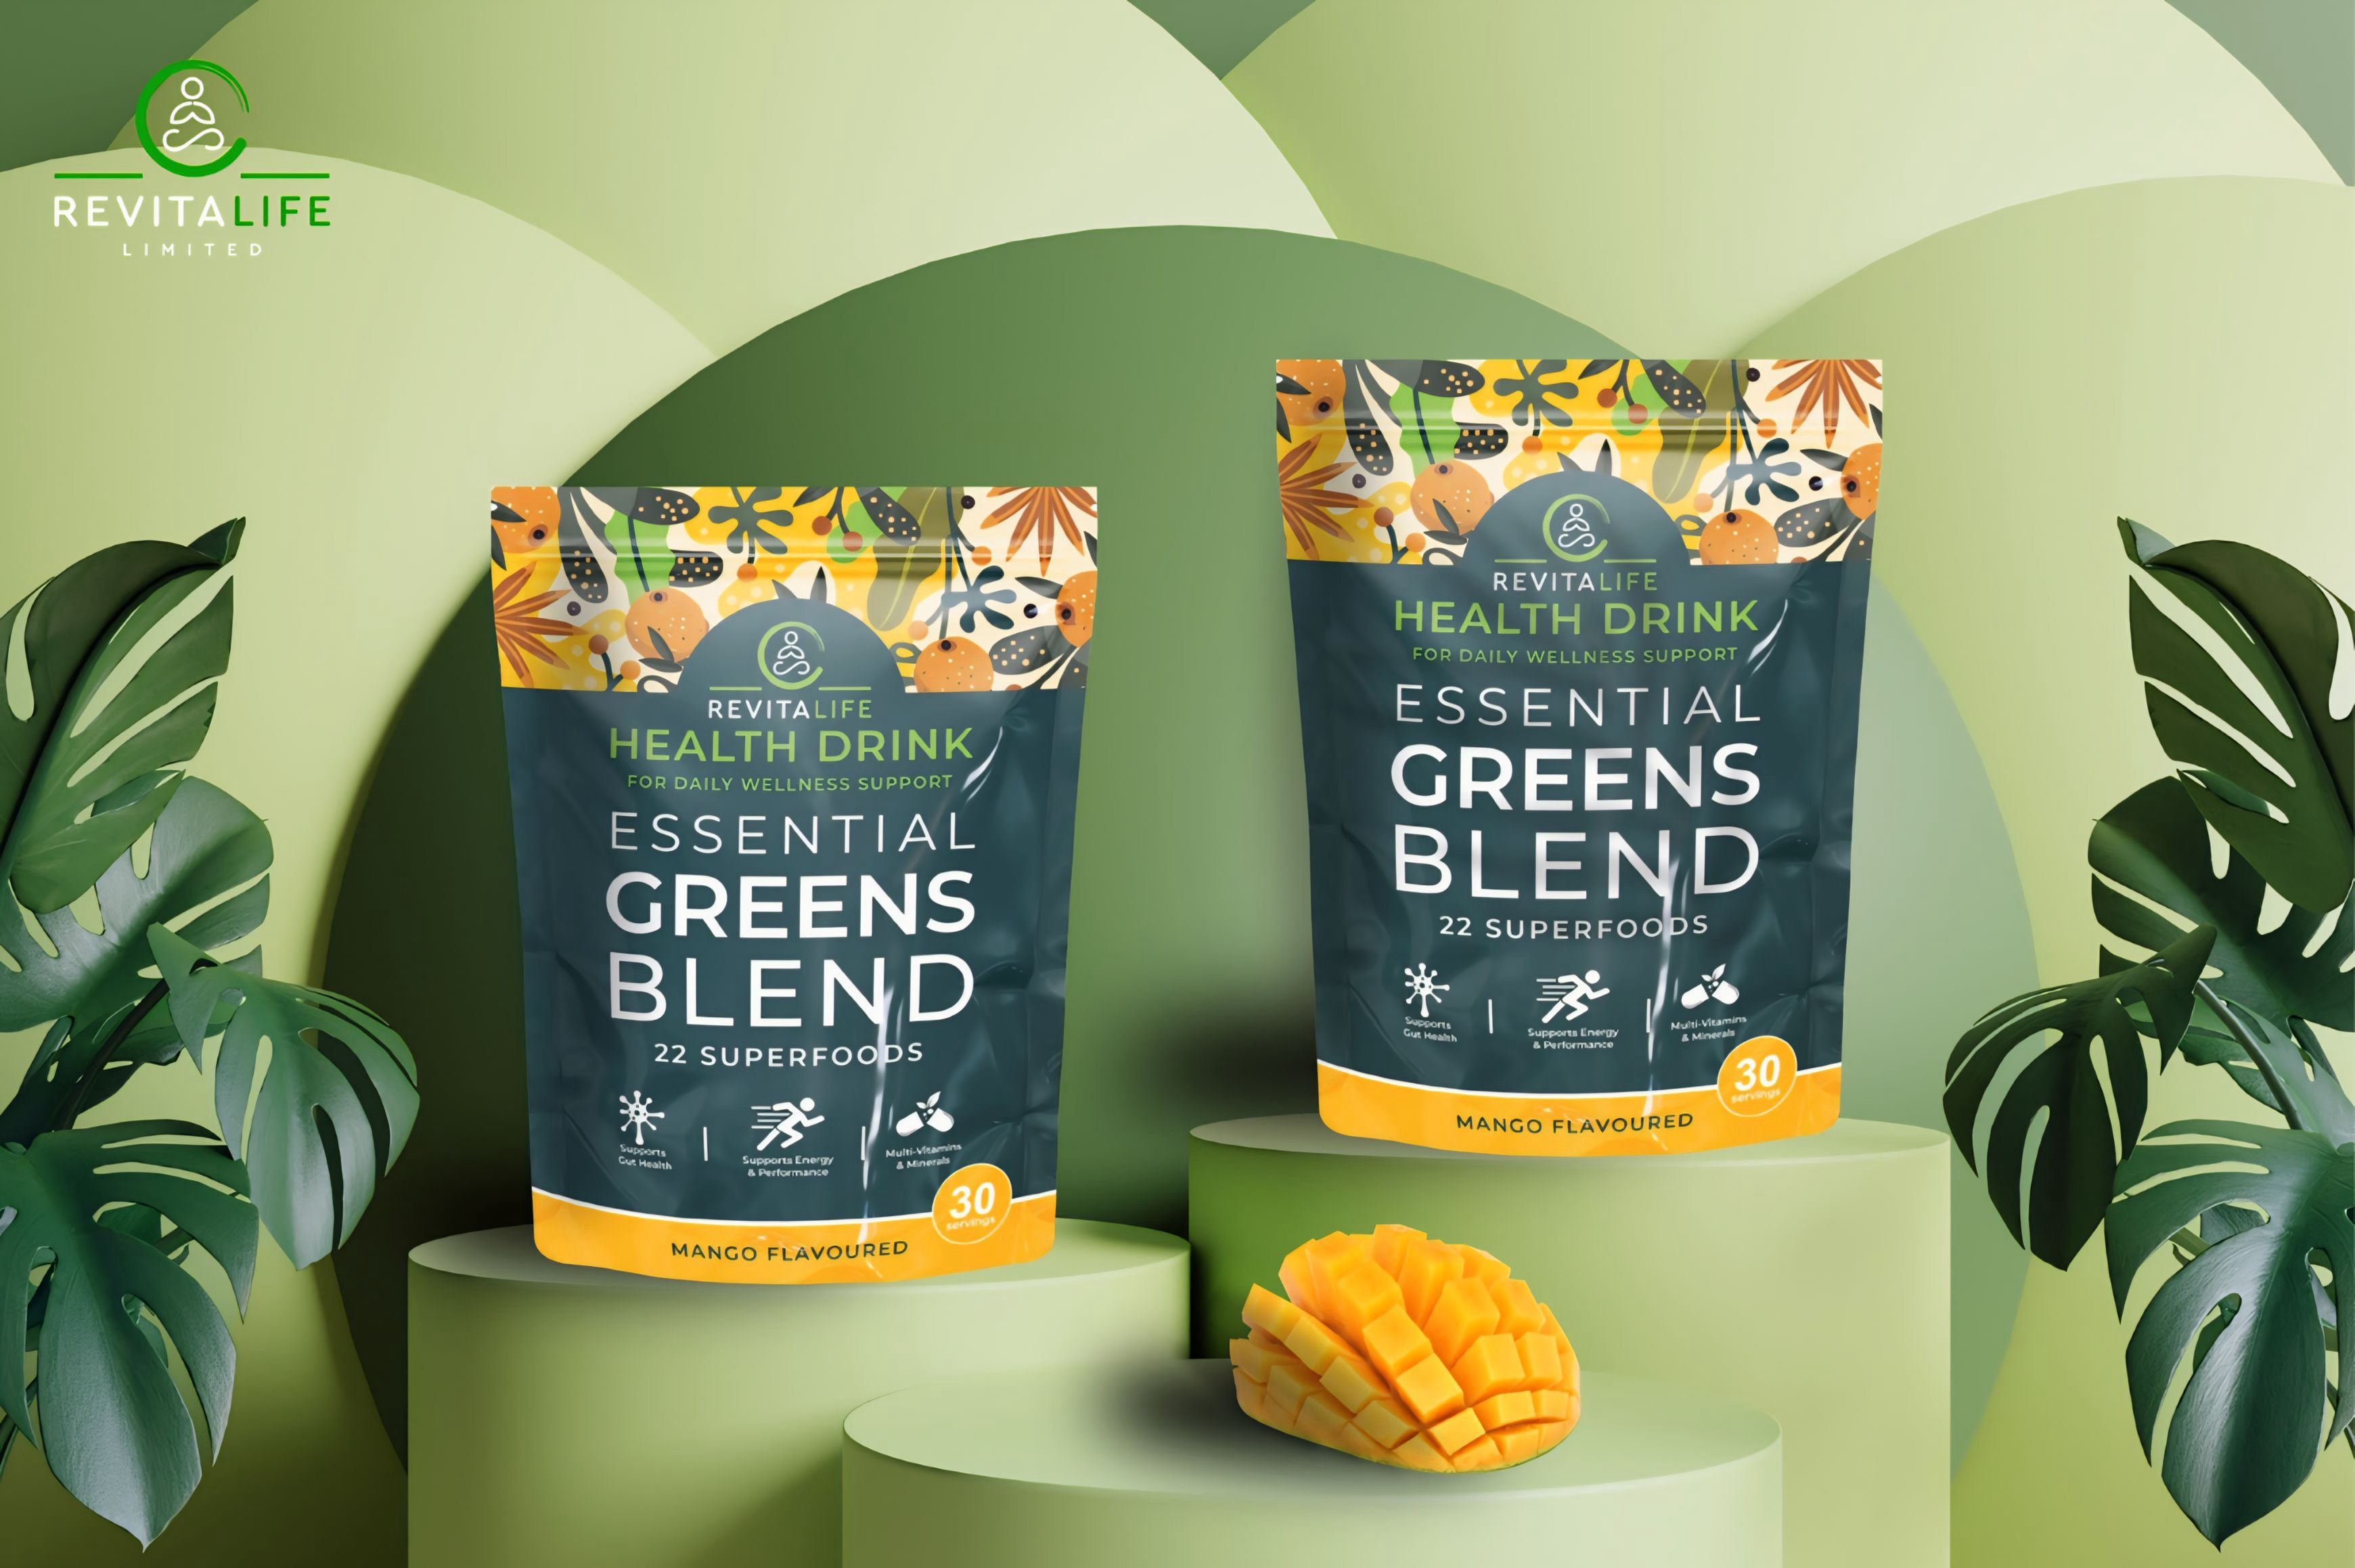 REVITALIFE
LIMITED
REVITALIFE
HEALTH DRINK
FOR DAILY WELLNESS SUPPORT
ESSENTIAL
GREENS
BLEND
22 SUPERFOODS
Supports
Gut Health
Supports Energy
& Performance
Multi-Vitamins
& Minerals
30
servings
MANGO FLAVOURED
REVITALIFE
HEALTH DRINK
FOR DAILY WELLNESS SUPPORT
ESSENTIAL
GREENS
BLEND
22 SUPERFOODS
Supports
Gut Health
Supports Energy
& Performance
Multi-Vitamins
& Minerals
30
servings
MANGO FLAVOURED